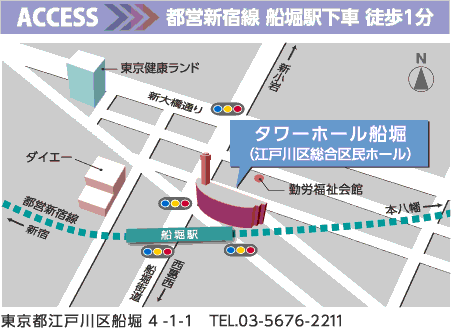 ACCESS 都営新宿線 船堀駅下車 徒歩1分
東京健康ランド
新小岩
N
新大橋通り
タワーホール船堀
(江戸川区総合区民ホール)
ダイエー
勤労福祉会館
都営新宿線
本八幡
新宿
船堀駅
船堀街道
西葛西
東京都江戸川区船堀 4 -1-1 TEL.03-5676-2211